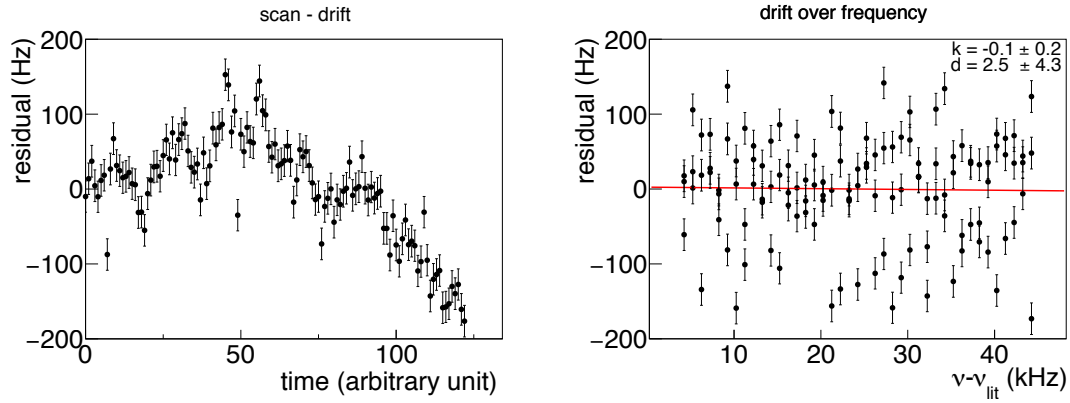 scan - drift
residual (Hz)
200
100
0
−100
−200
0
50
100
time (arbitrary unit)
drift over frequency
k = -0.1 ± 0.2
d = 2.5 ± 4.3
residual (Hz)
200
100
0
−100
−200
10
20
30
40
ν-νlit (kHz)